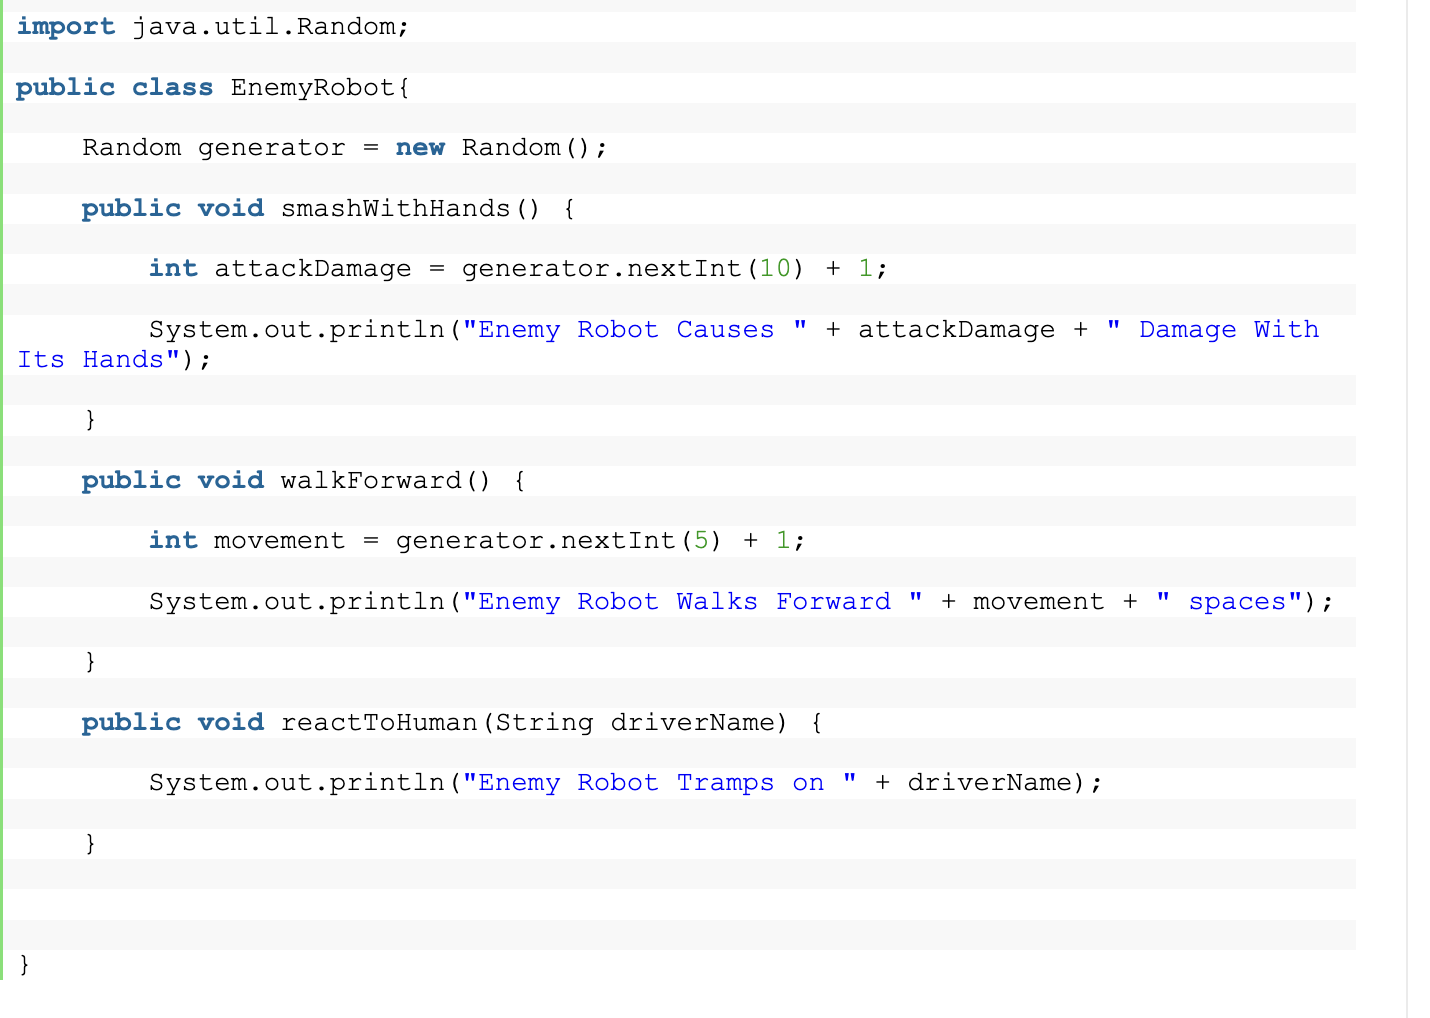 import java.util.Random;
public class EnemyRobot{
    Random generator = new Random();
    public void smashWithHands() {
        int attackDamage = generator.nextInt(10) + 1;
        System.out.println("Enemy Robot Causes " + attackDamage + " Damage With
Its Hands");
    }
    public void walkForward() {
        int movement = generator.nextInt(5) + 1;
        System.out.println("Enemy Robot Walks Forward " + movement + " spaces");
    }
    public void reactToHuman(String driverName) {
        System.out.println("Enemy Robot Tramps on " + driverName);
    }
}